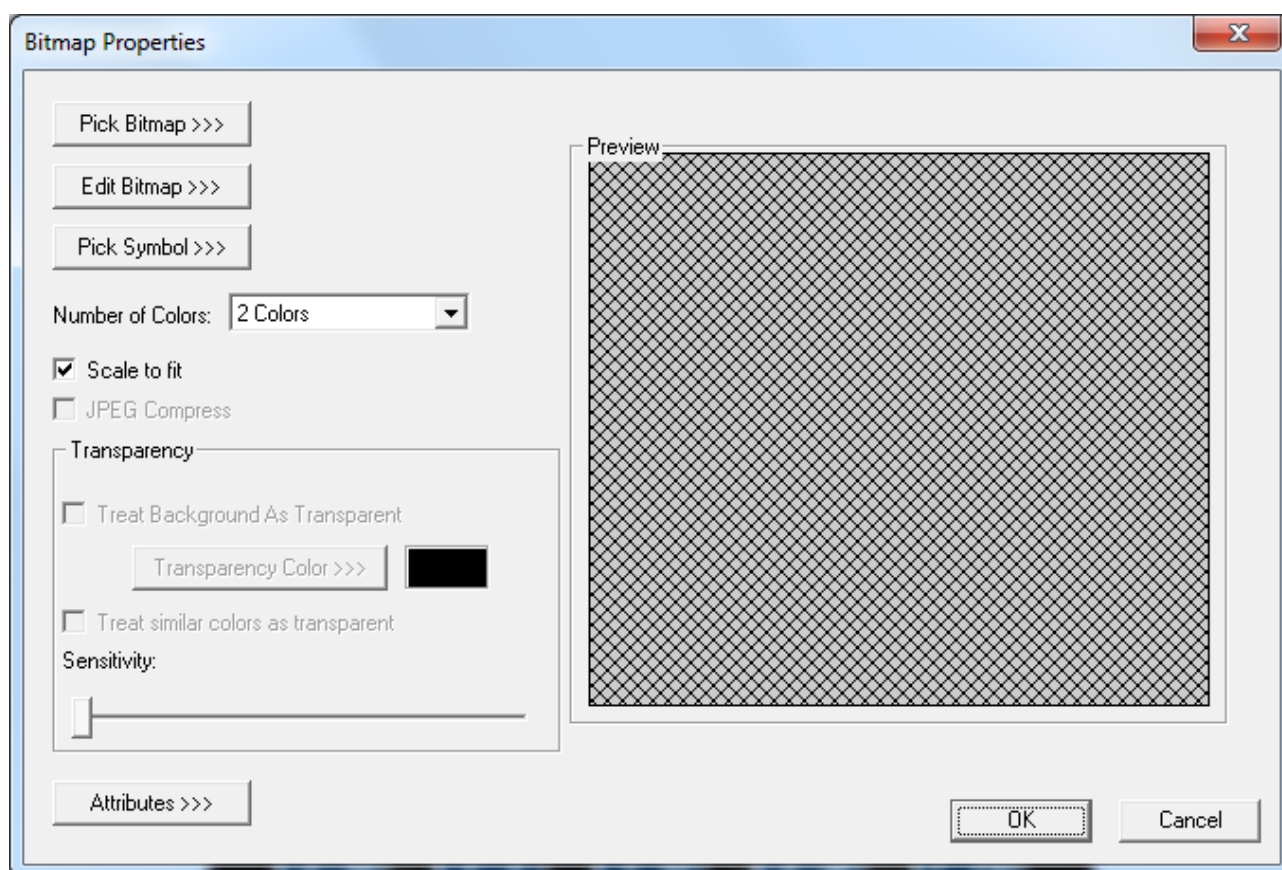 Bitmap Properties
Pick Bitmap >>>
Edit Bitmap >>>
Pick Symbol >>>
Number of Colors: 2 Colors
Scale to fit
JPEG Compress
Transparency
Treat Background As Transparent
Transparency Color >>>
Treat similar colors as transparent
Sensitivity:
Attributes >>>
Preview
OK Cancel